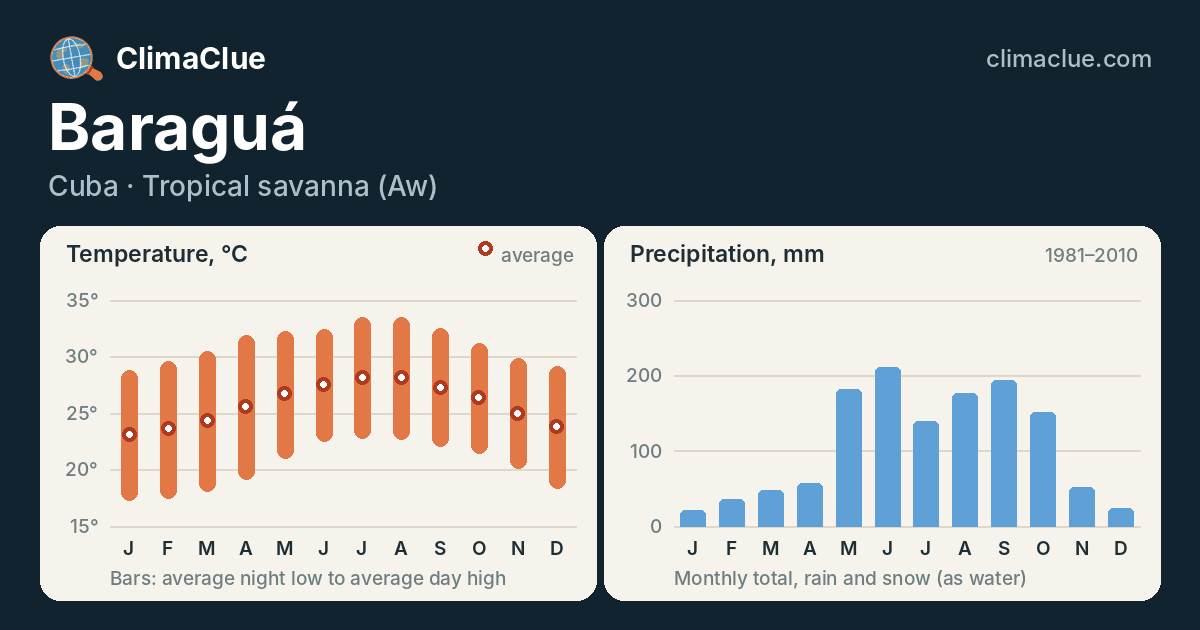 ClimaClue
climaclue.com
Baraguá
Cuba · Tropical savanna (Aw)
Temperature, °C
average
35°
30°
25°
20°
15°
J F M A M J J A S O N D
Bars: average night low to average day high
Precipitation, mm
1981–2010
300
200
100
0
J F M A M J J A S O N D
Monthly total, rain and snow (as water)